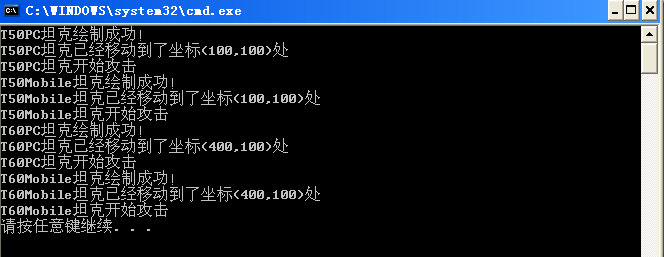 C:\WINDOWS\system32\cmd.exe
T50PC坦克绘制成功!
T50PC坦克已经移动到了坐标(100,100)处
T50PC坦克开始攻击
T50Mobile坦克绘制成功!
T50Mobile坦克已经移动到了坐标(100,100)处
T50Mobile坦克开始攻击
T60PC坦克绘制成功!
T60PC坦克已经移动到了坐标(400,100)处
T60PC坦克开始攻击
T60Mobile坦克绘制成功!
T60Mobile坦克已经移动到了坐标(400,100)处
T60Mobile坦克开始攻击
请按任意键继续. . .